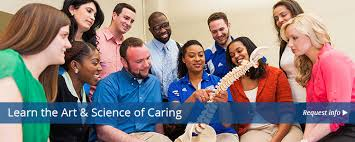 Learn the Art & Science of Caring
Request info ▶